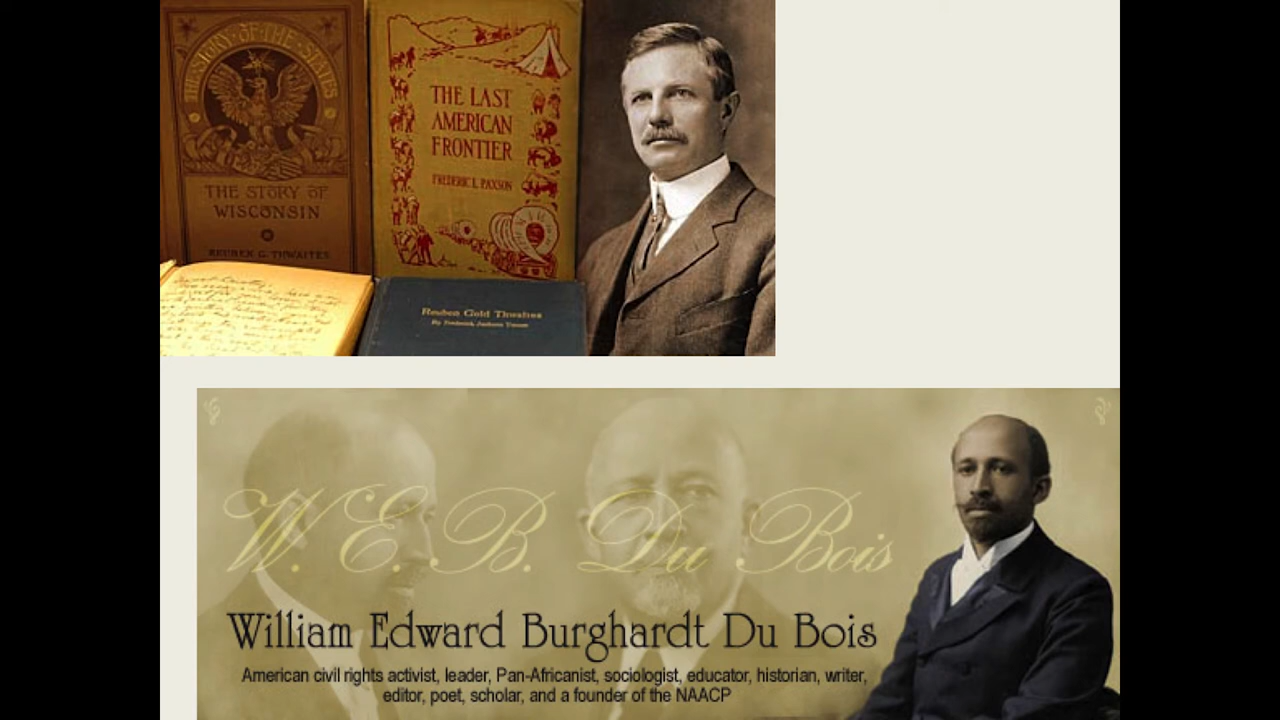 THE STORY OF THE STATES
THE STORY OF
WISCONSIN
REUBEN G. THWAITES
THE LAST
AMERICAN
FRONTIER
FREDERIC L. PAXSON
Reuben Gold Thwaites
By Frederick Jackson Turner
W. E. B. Du Bois
William Edward Burghardt Du Bois
American civil rights activist, leader, Pan-Africanist, sociologist, educator, historian, writer,
editor, poet, scholar, and a founder of the NAACP